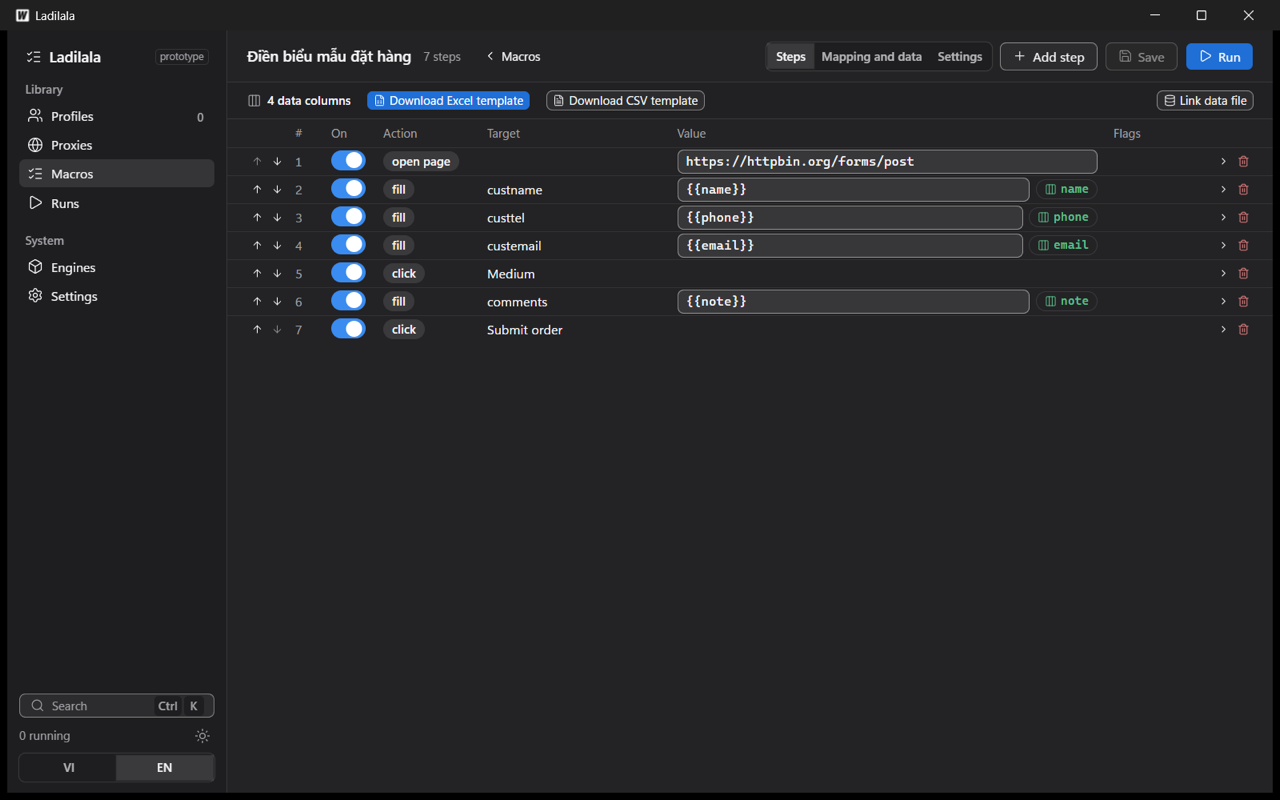 Ladilala
Ladilala prototype
Library
Profiles 0
Proxies
Macros
Runs
System
Engines
Settings
Search Ctrl K
0 running
VI EN
Điền biểu mẫu đặt hàng 7 steps Macros Steps Mapping and data Settings Add step Save Run
4 data columns Download Excel template Download CSV template Link data file
# On Action Target Value Flags
1 open page https://httpbin.org/forms/post
2 fill custname {{name}} name
3 fill custtel {{phone}} phone
4 fill custemail {{email}} email
5 click Medium
6 fill comments {{note}} note
7 click Submit order